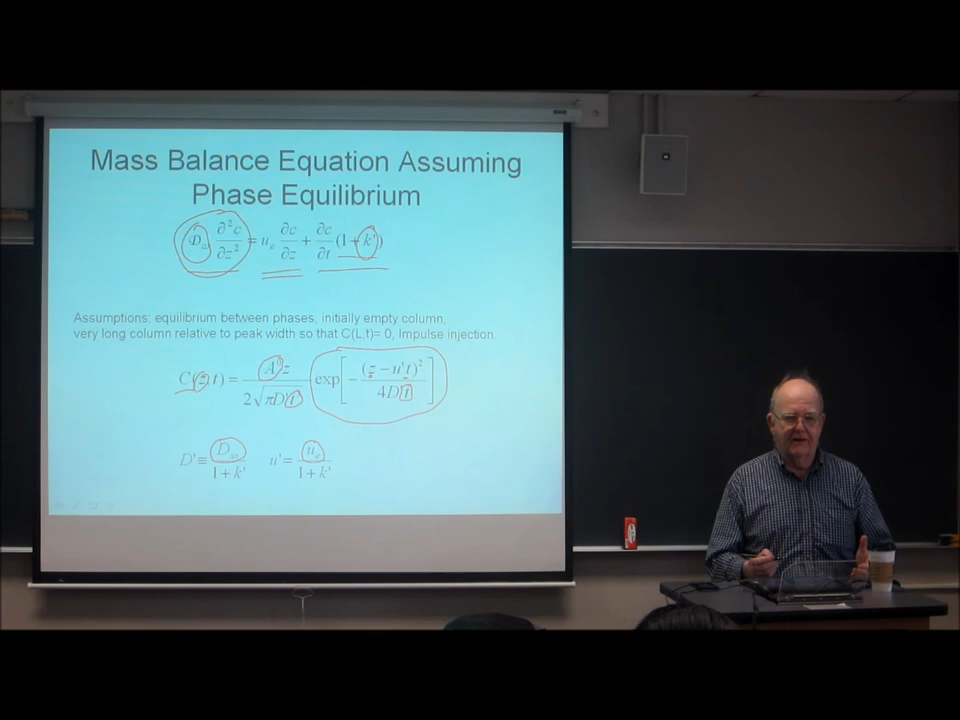 Mass Balance Equation Assuming
Phase Equilibrium
D_a ∂²c/∂z² = u_e ∂c/∂z + ∂c/∂t (1 + k')
Assumptions: equilibrium between phases, initially empty column,
very long column relative to peak width so that C(L,t)= 0, Impulse injection.
C(z,t) = z / 2√πD't exp[ - (z - u't)² / 4D't ]
D' ≡ / 1 + k' u' = u_e / 1 + k'